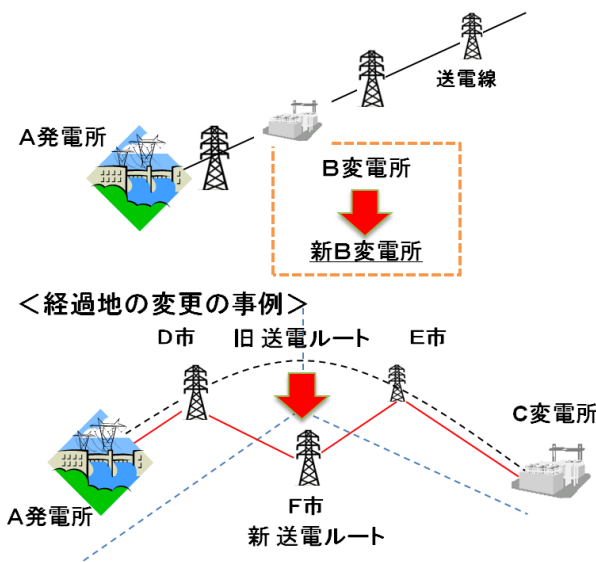 送電線
A発電所
B変電所
新B変電所
<経過地の変更の事例>
D市
旧 送電ルート
E市
C変電所
F市
A発電所
新 送電ルート